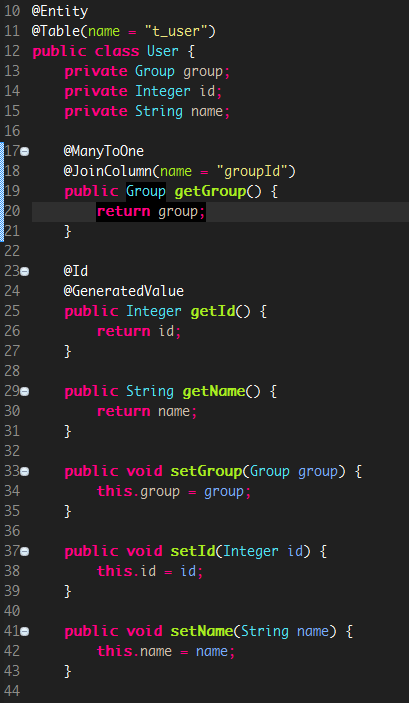 10 @Entity
11 @Table(name = "t_user")
12 public class User {
13     private Group group;
14     private Integer id;
15     private String name;
16
17     @ManyToOne
18     @JoinColumn(name = "groupId")
19     public Group getGroup() {
20         return group;
21     }
22
23     @Id
24     @GeneratedValue
25     public Integer getId() {
26         return id;
27     }
28
29     public String getName() {
30         return name;
31     }
32
33     public void setGroup(Group group) {
34         this.group = group;
35     }
36
37     public void setId(Integer id) {
38         this.id = id;
39     }
40
41     public void setName(String name) {
42         this.name = name;
43     }
44